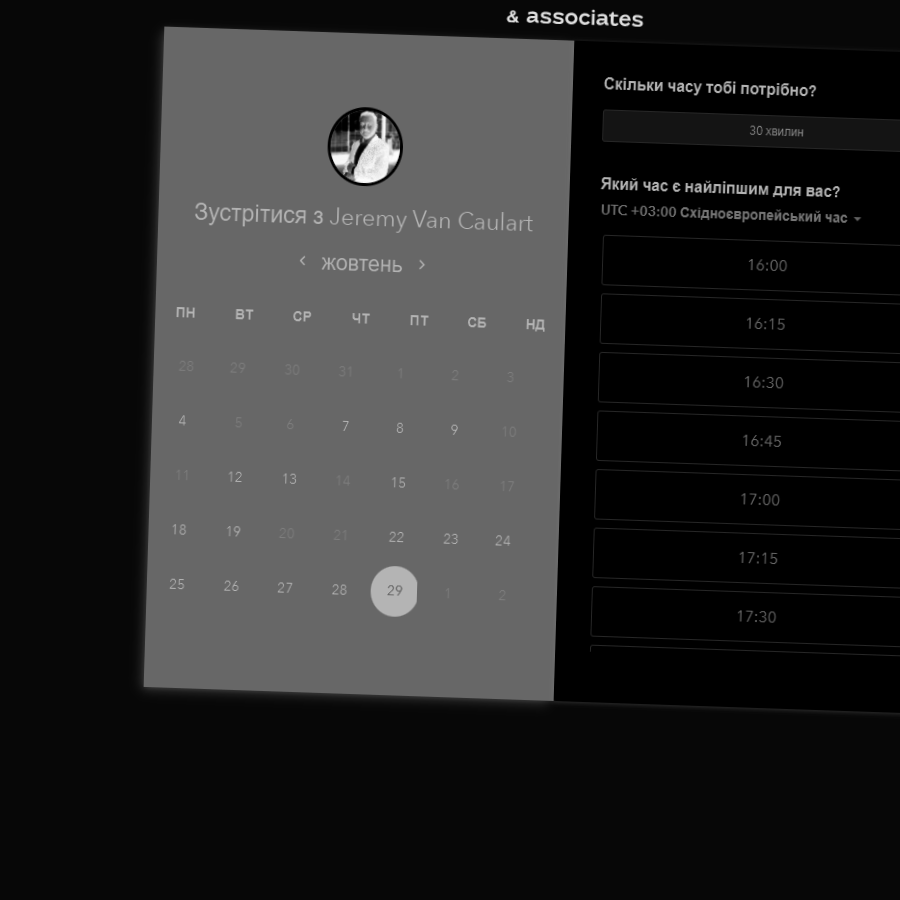 & associates
Зустрітися з Jeremy Van Caulart
жовтень
ПН ВТ СР ЧТ ПТ СБ НД
28 29 30 31 1 2 3
4 5 6 7 8 9 10
11 12 13 14 15 16 17
18 19 20 21 22 23 24
25 26 27 28 29 1 2
Скільки часу тобі потрібно?
30 хвилин
Який час є найліпшим для вас?
UTC +03:00 Східноєвропейський час
16:00
16:15
16:30
16:45
17:00
17:15
17:30